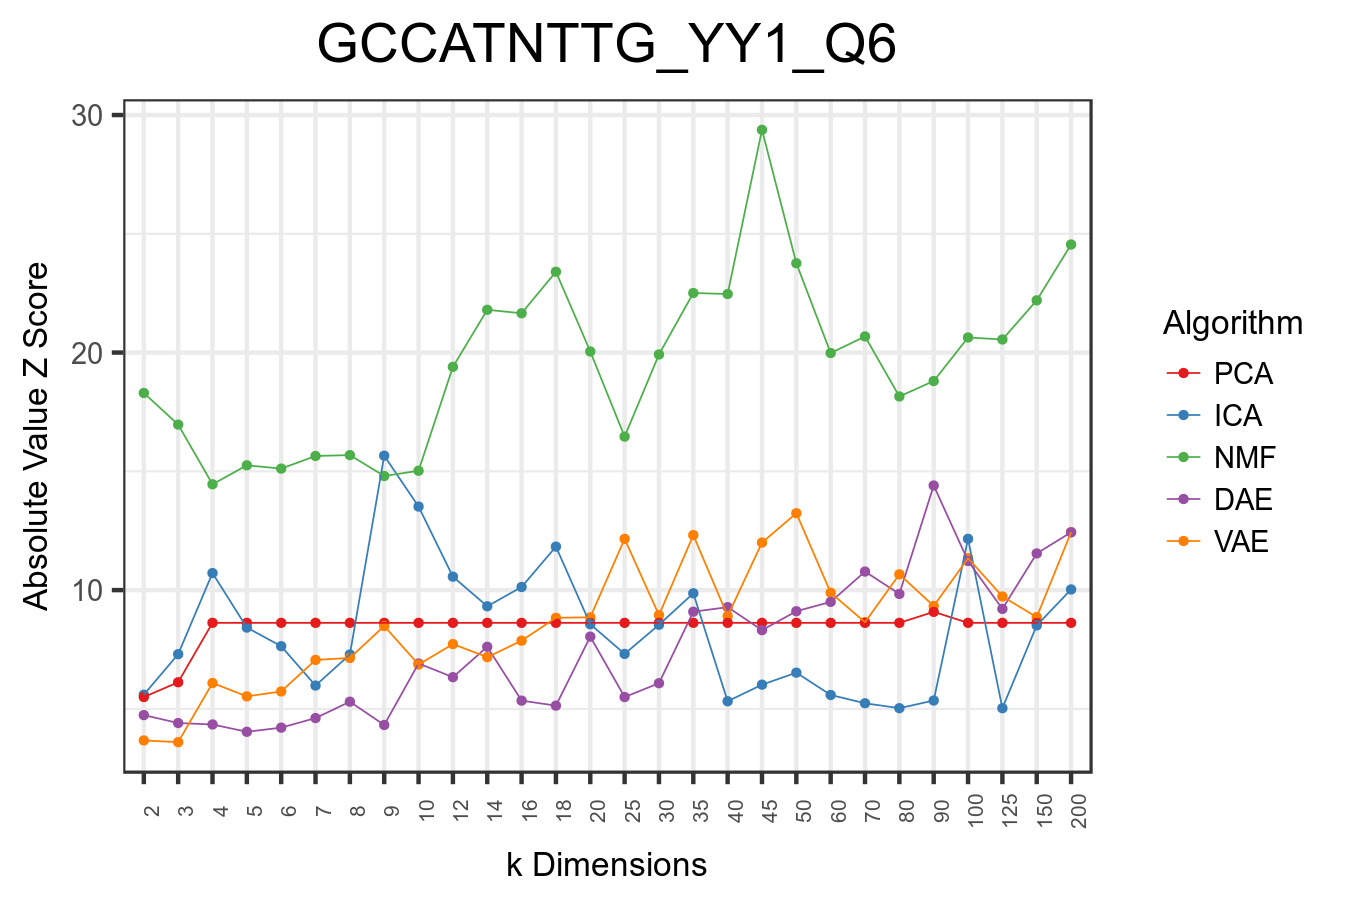 GCCATNTTG_YY1_Q6
30
20
10
Absolute Value Z Score
2 3 4 5 6 7 8 9 10 12 14 16 18 20 25 30 35 40 45 50 60 70 80 90 100 125 150 200
k Dimensions
Algorithm
PCA
ICA
NMF
DAE
VAE